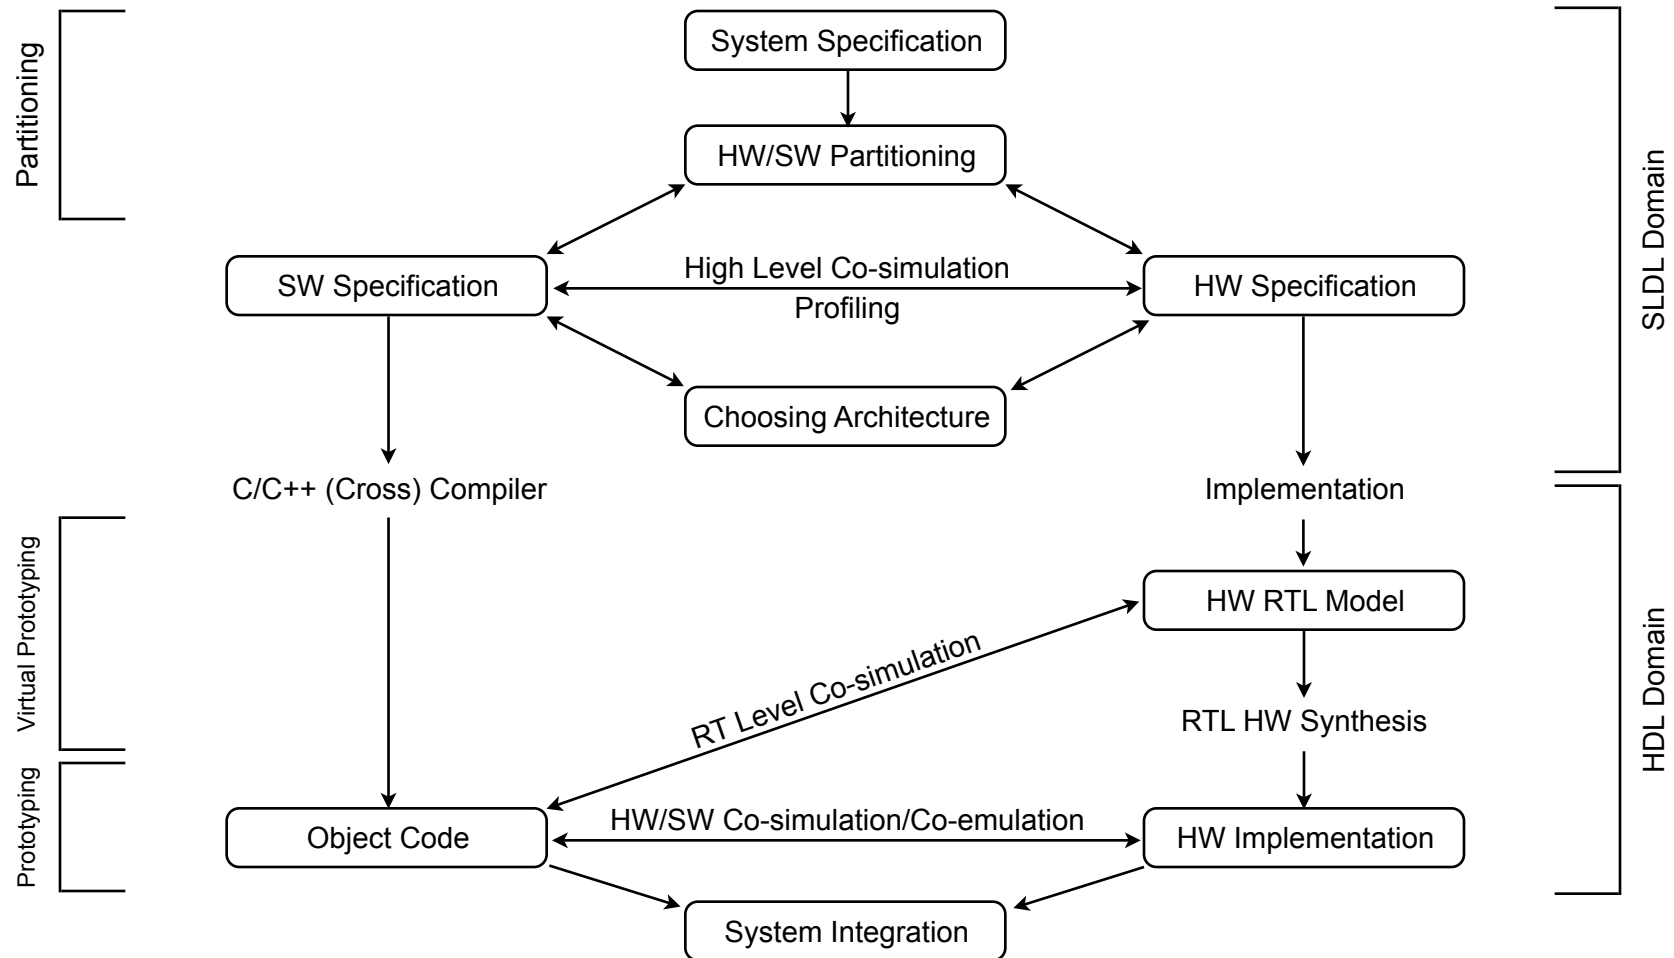 System Specification
Partitioning
HW/SW Partitioning
SLDL Domain
High Level Co-simulation
SW Specification
HW Specification
Profiling
Choosing Architecture
C/C++ (Cross) Compiler
Implementation
Virtual Prototyping
HW RTL Model
HDL Domain
RT Level Co-simulation
RTL HW Synthesis
Prototyping
HW/SW Co-simulation/Co-emulation
Object Code
HW Implementation
System Integration